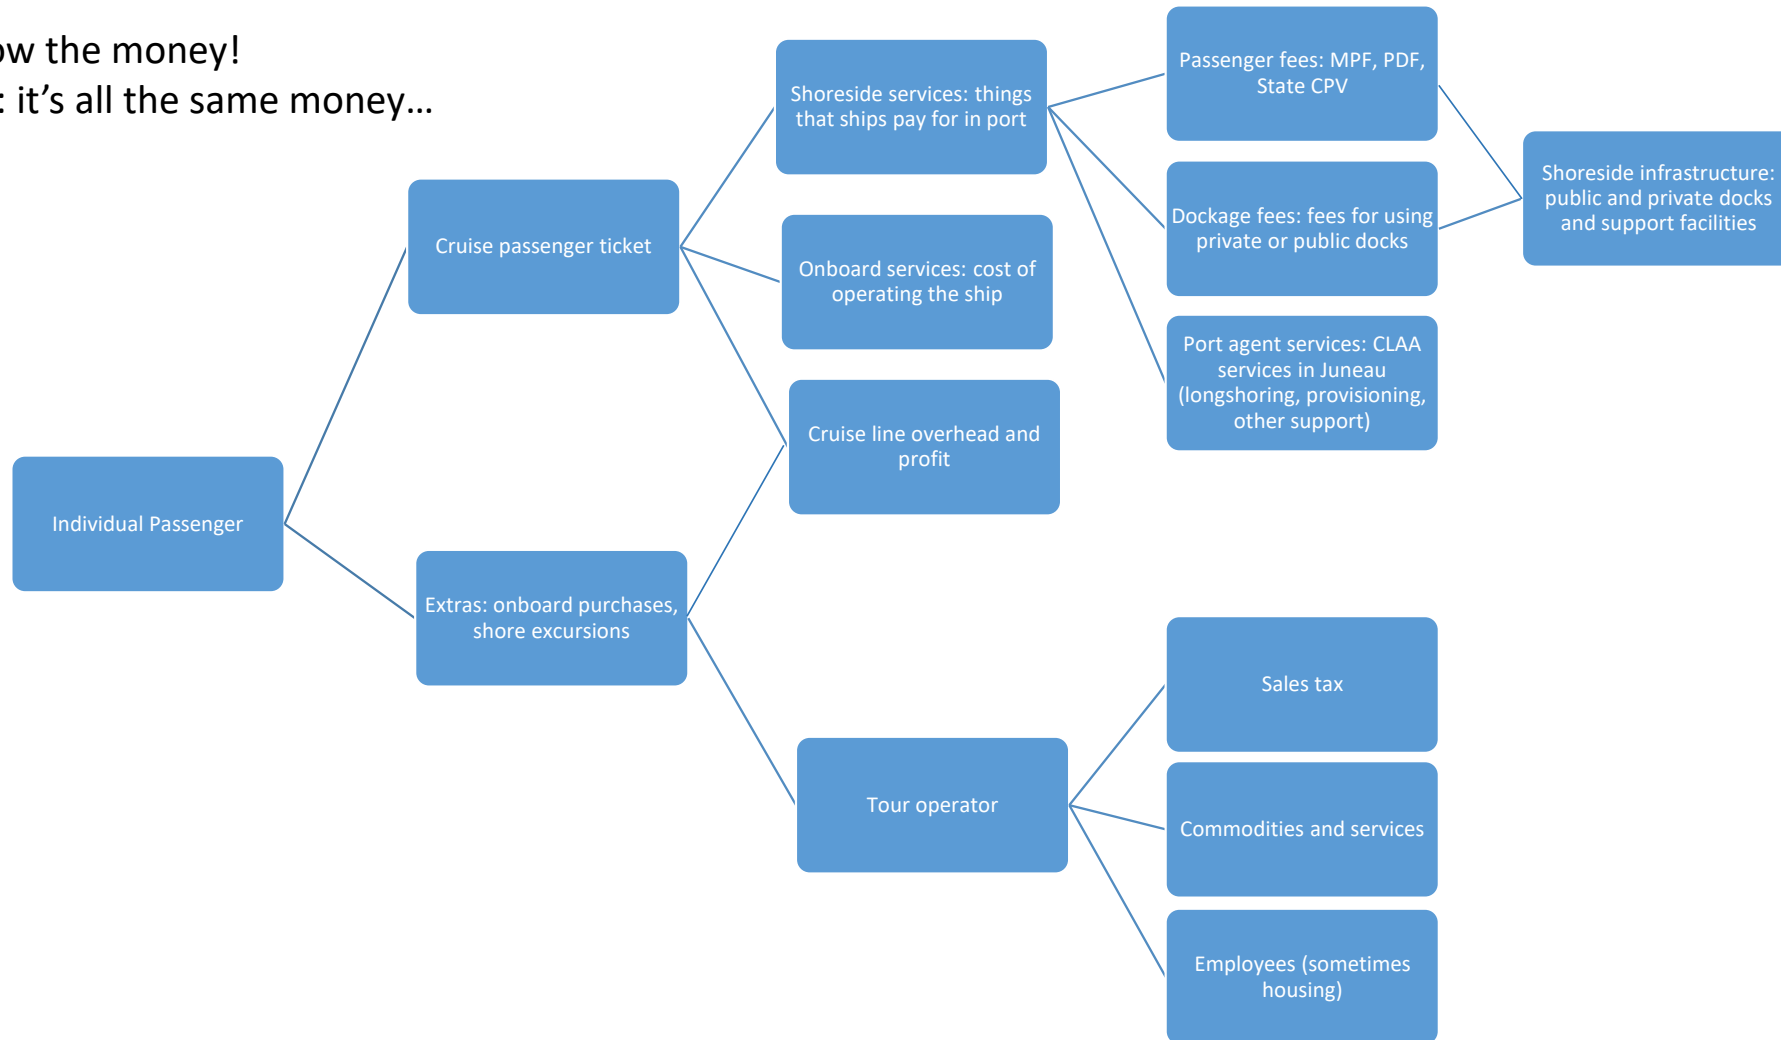 ow the money!
: it’s all the same money…
Passenger fees: MPF, PDF,
State CPV
Shoreside services: things
that ships pay for in port
Shoreside infrastructure:
public and private docks
and support facilities
Cruise passenger ticket
Dockage fees: fees for using
private or public docks
Onboard services: cost of
operating the ship
Port agent services: CLAA
services in Juneau
(longshoring, provisioning,
other support)
Cruise line overhead and
profit
Individual Passenger
Extras: onboard purchases,
shore excursions
Sales tax
Tour operator
Commodities and services
Employees (sometimes
housing)